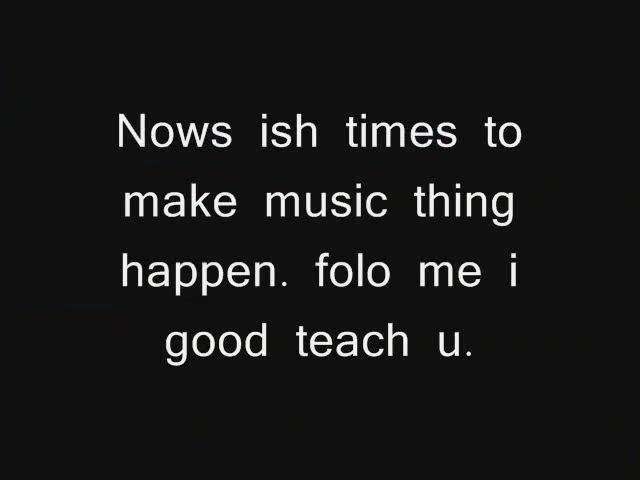 Nows ish times to
make music thing
happen. folo me i
good teach u.